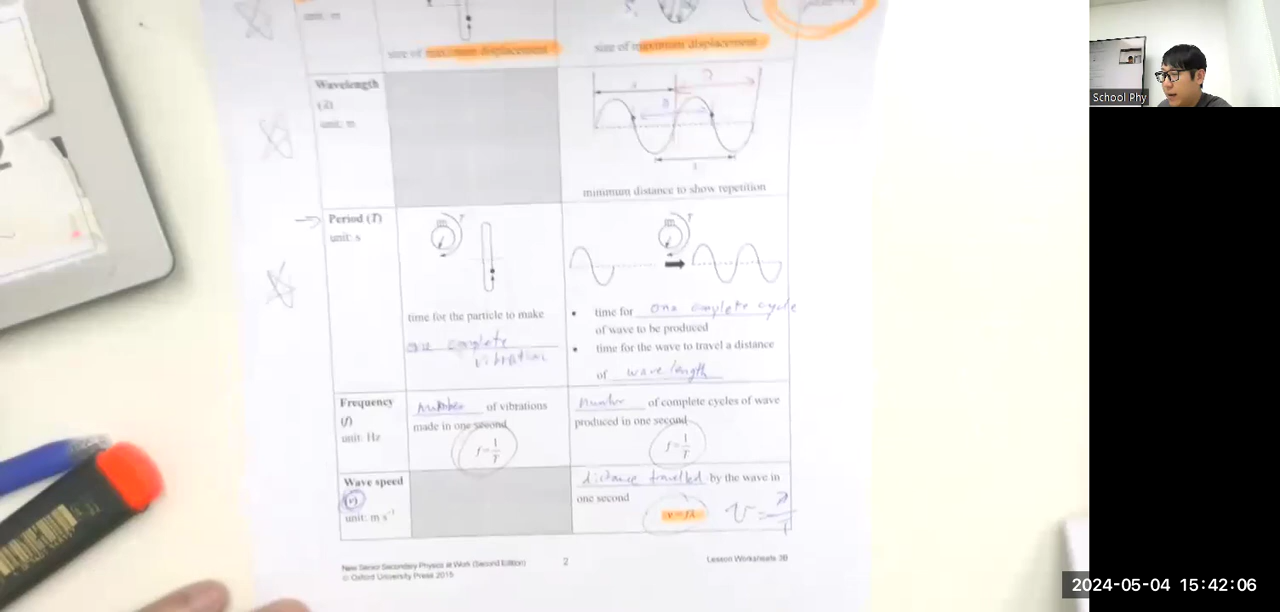 unit: m
size of maximum displacement
size of maximum displacement
Wavelength
(λ)
unit: m
minimum distance to show repetition
Period (T)
unit: s
T
T
time for the particle to make
one complete
vibration
• time for one complete cycle
of wave to be produced
• time for the wave to travel a distance
of wavelength
Frequency
(f)
unit: Hz
number of vibrations
made in one second
f = 1/T
number of complete cycles of wave
produced in one second
f = 1/T
Wave speed
(v)
unit: m s⁻¹
distance travelled by the wave in
one second
v = fλ
New Senior Secondary Physics at Work (Second Edition)
© Oxford University Press 2015
2
Lesson Worksheets 3B
School Phy
2024-05-04 15:42:06